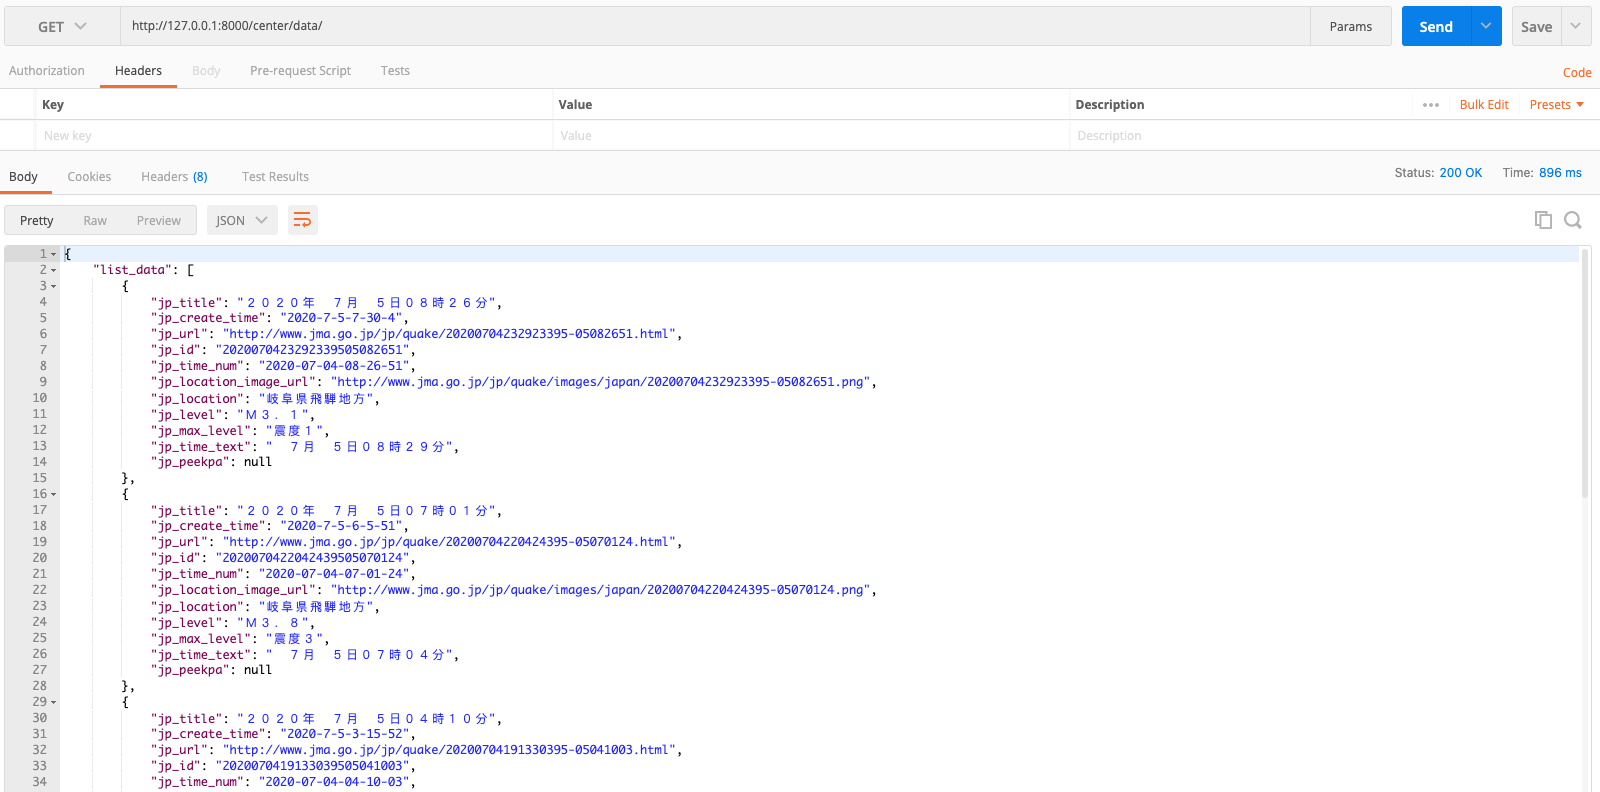 GET http://127.0.0.1:8000/center/data/ Params Send Save
Authorization Headers Body Pre-request Script Tests Code
Key Value Description ••• Bulk Edit Presets
New key Value Description
Body Cookies Headers (8) Test Results Status: 200 OK Time: 896 ms
Pretty Raw Preview JSON
1 {
2 "list_data": [
3 {
4 "jp_title": "２０２０年　７月　５日０８時２６分",
5 "jp_create_time": "2020-7-5-7-30-4",
6 "jp_url": "http://www.jma.go.jp/jp/quake/20200704232923395-05082651.html",
7 "jp_id": "2020070423292339505082651",
8 "jp_time_num": "2020-07-04-08-26-51",
9 "jp_location_image_url": "http://www.jma.go.jp/jp/quake/images/japan/20200704232923395-05082651.png",
10 "jp_location": "岐阜県飛騨地方",
11 "jp_level": "Ｍ３．１",
12 "jp_max_level": "震度１",
13 "jp_time_text": "　７月　５日０８時２９分",
14 "jp_peekpa": null
15 },
16 {
17 "jp_title": "２０２０年　７月　５日０７時０１分",
18 "jp_create_time": "2020-7-5-6-5-51",
19 "jp_url": "http://www.jma.go.jp/jp/quake/20200704220424395-05070124.html",
20 "jp_id": "2020070422042439505070124",
21 "jp_time_num": "2020-07-04-07-01-24",
22 "jp_location_image_url": "http://www.jma.go.jp/jp/quake/images/japan/20200704220424395-05070124.png",
23 "jp_location": "岐阜県飛騨地方",
24 "jp_level": "Ｍ３．８",
25 "jp_max_level": "震度３",
26 "jp_time_text": "　７月　５日０７時０４分",
27 "jp_peekpa": null
28 },
29 {
30 "jp_title": "２０２０年　７月　５日０４時１０分",
31 "jp_create_time": "2020-7-5-3-15-52",
32 "jp_url": "http://www.jma.go.jp/jp/quake/20200704191330395-05041003.html",
33 "jp_id": "2020070419133039505041003",
34 "jp_time_num": "2020-07-04-04-10-03",